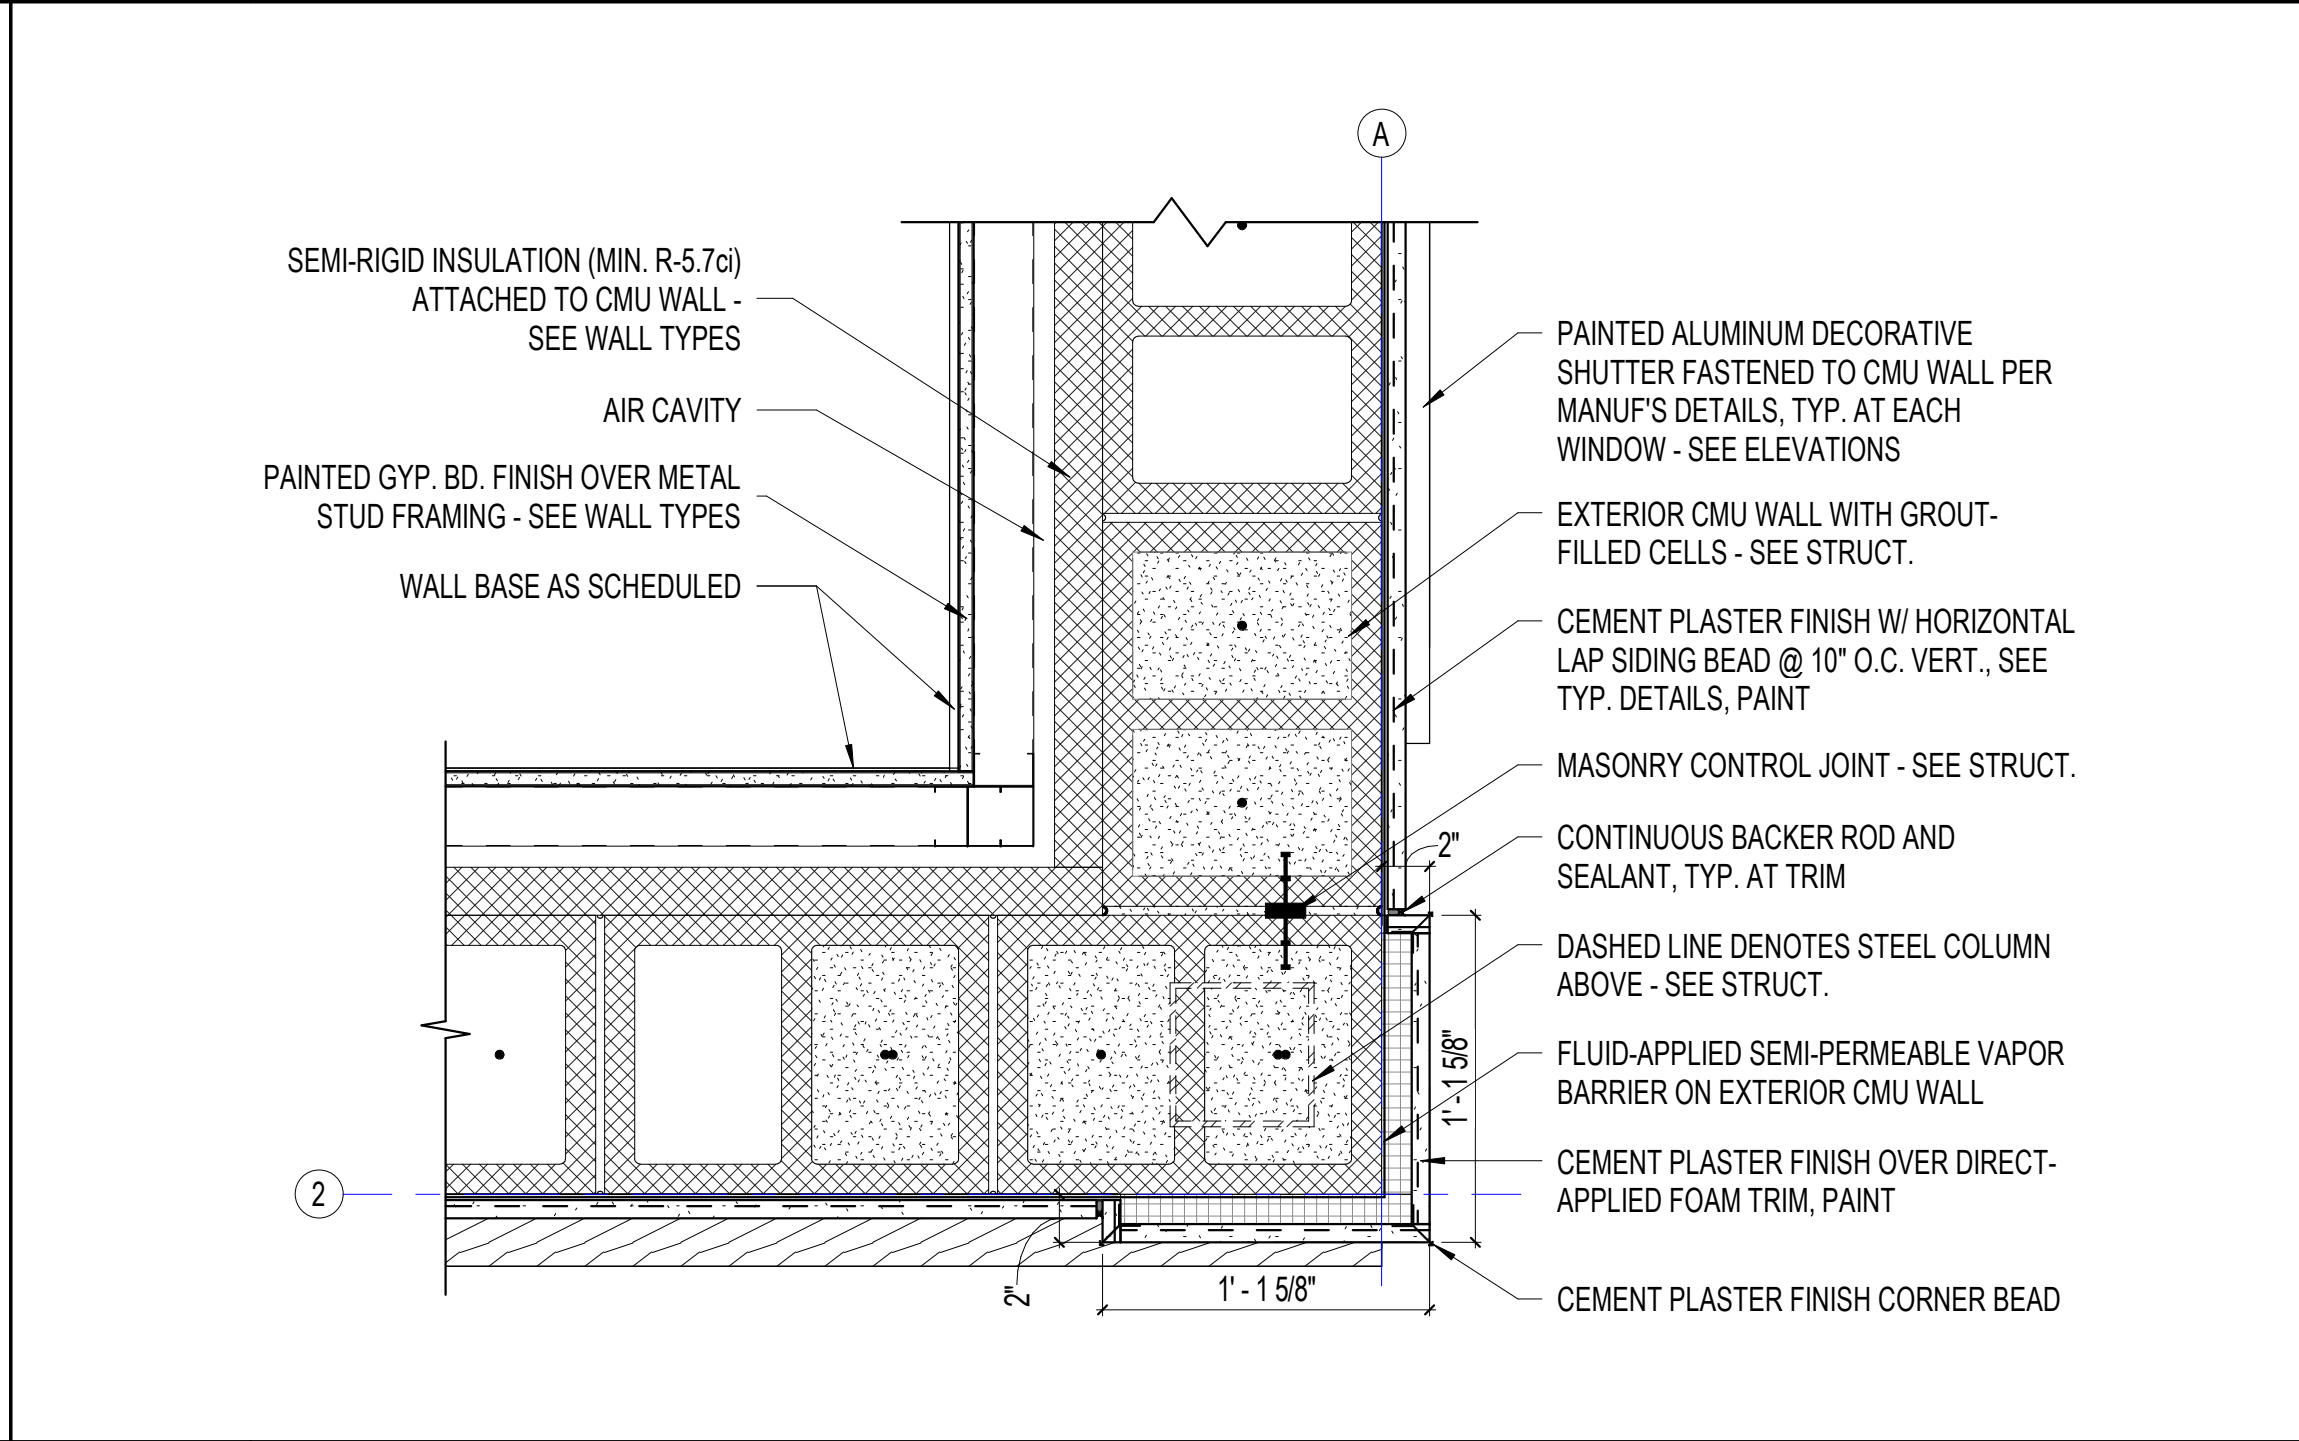 A
SEMI-RIGID INSULATION (MIN. R-5.7ci)
ATTACHED TO CMU WALL -
SEE WALL TYPES
AIR CAVITY
PAINTED GYP. BD. FINISH OVER METAL
STUD FRAMING - SEE WALL TYPES
WALL BASE AS SCHEDULED
PAINTED ALUMINUM DECORATIVE
SHUTTER FASTENED TO CMU WALL PER
MANUF'S DETAILS, TYP. AT EACH
WINDOW - SEE ELEVATIONS
EXTERIOR CMU WALL WITH GROUT-
FILLED CELLS - SEE STRUCT.
CEMENT PLASTER FINISH W/ HORIZONTAL
LAP SIDING BEAD @ 10" O.C. VERT., SEE
TYP. DETAILS, PAINT
MASONRY CONTROL JOINT - SEE STRUCT.
2"
CONTINUOUS BACKER ROD AND
SEALANT, TYP. AT TRIM
DASHED LINE DENOTES STEEL COLUMN
ABOVE - SEE STRUCT.
1' - 1 5/8"
FLUID-APPLIED SEMI-PERMEABLE VAPOR
BARRIER ON EXTERIOR CMU WALL
CEMENT PLASTER FINISH OVER DIRECT-
APPLIED FOAM TRIM, PAINT
2
2"
1' - 1 5/8"
CEMENT PLASTER FINISH CORNER BEAD